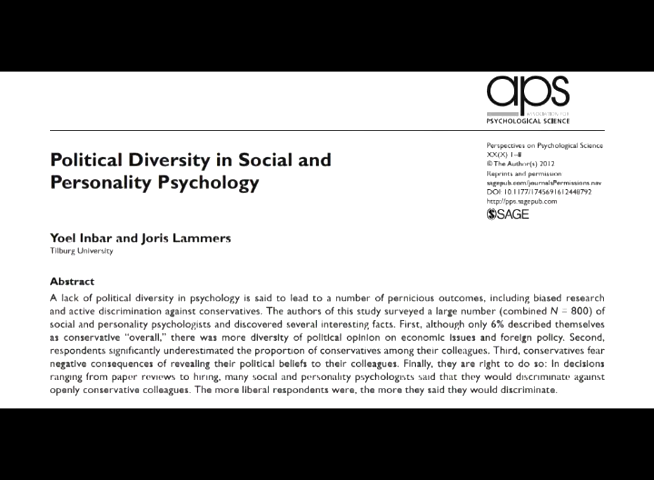 aps
ASSOCIATION FOR
PSYCHOLOGICAL SCIENCE
Political Diversity in Social and
Personality Psychology
Perspectives on Psychological Science
XX(X) 1–8
© The Author(s) 2012
Reprints and permission:
sagepub.com/journalsPermissions.nav
DOI: 10.1177/1745691612448792
http://pps.sagepub.com
SAGE
Yoel Inbar and Joris Lammers
Tilburg University
Abstract
A lack of political diversity in psychology is said to lead to a number of pernicious outcomes, including biased research
and active discrimination against conservatives. The authors of this study surveyed a large number (combined N = 800) of
social and personality psychologists and discovered several interesting facts. First, although only 6% described themselves
as conservative “overall,” there was more diversity of political opinion on economic issues and foreign policy. Second,
respondents significantly underestimated the proportion of conservatives among their colleagues. Third, conservatives fear
negative consequences of revealing their political beliefs to their colleagues. Finally, they are right to do so: In decisions
ranging from paper reviews to hiring, many social and personality psychologists said that they would discriminate against
openly conservative colleagues. The more liberal respondents were, the more they said they would discriminate.